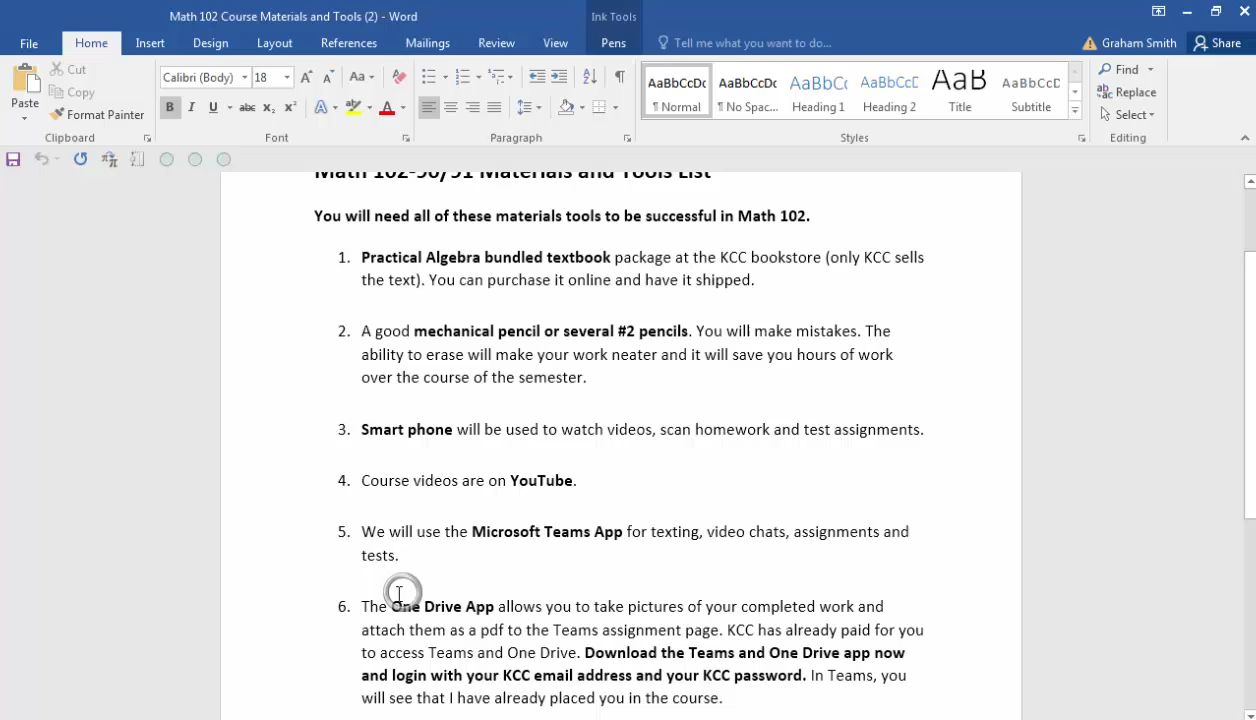 Math 102 Course Materials and Tools (2) - Word
Ink Tools
File Home Insert Design Layout References Mailings Review View Pens Tell me what you want to do... Graham Smith Share
Paste
Cut
Copy
Format Painter
Clipboard
Calibri (Body) 18
Font
Paragraph
AaBbCcDc AaBbCcDc AaBbCc AaBbCcD AaB AaBbCcD
¶ Normal ¶ No Spac... Heading 1 Heading 2 Title Subtitle
Styles
Find
Replace
Select
Editing
Math 102-90/91 Materials and Tools List
You will need all of these materials tools to be successful in Math 102.
1. Practical Algebra bundled textbook package at the KCC bookstore (only KCC sells
the text). You can purchase it online and have it shipped.
2. A good mechanical pencil or several #2 pencils. You will make mistakes. The
ability to erase will make your work neater and it will save you hours of work
over the course of the semester.
3. Smart phone will be used to watch videos, scan homework and test assignments.
4. Course videos are on YouTube.
5. We will use the Microsoft Teams App for texting, video chats, assignments and
tests.
6. The One Drive App allows you to take pictures of your completed work and
attach them as a pdf to the Teams assignment page. KCC has already paid for you
to access Teams and One Drive. Download the Teams and One Drive app now
and login with your KCC email address and your KCC password. In Teams, you
will see that I have already placed you in the course.